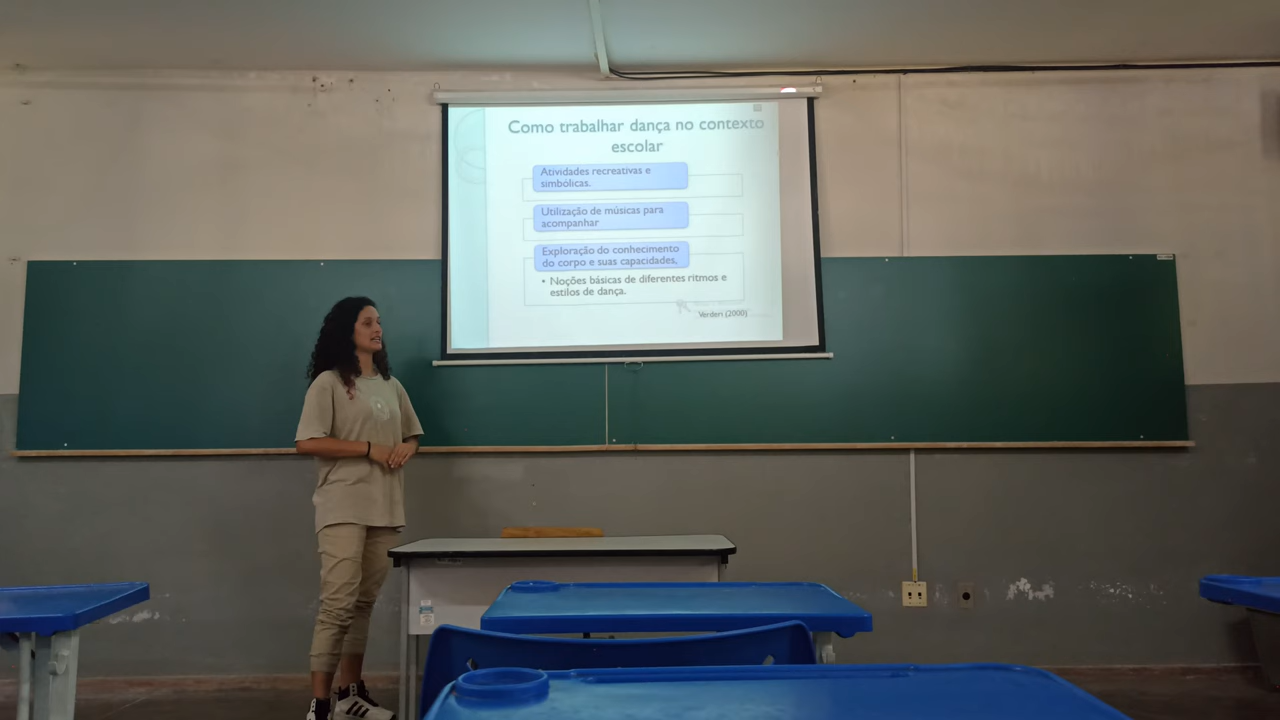 Como trabalhar dança no contexto
escolar
Atividades recreativas e
simbólicas.
Utilização de músicas para
acompanhar
Exploração do conhecimento
do corpo e suas capacidades,
• Noções básicas de diferentes ritmos e
estilos de dança.
Verderi (2000)